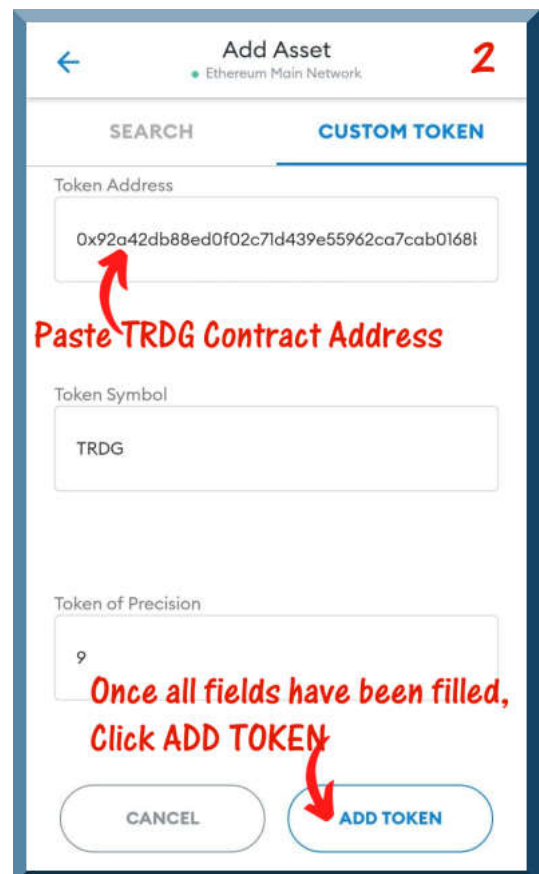 Add Asset
2
Ethereum Main Network
SEARCH
CUSTOM TOKEN
Token Address
0x92a42db88ed0f02c71d439e55962ca7cab0168b
Paste TRDG Contract Address
Token Symbol
TRDG
Token of Precision
9
Once all fields have been filled,
Click ADD TOKEN
CANCEL
ADD TOKEN